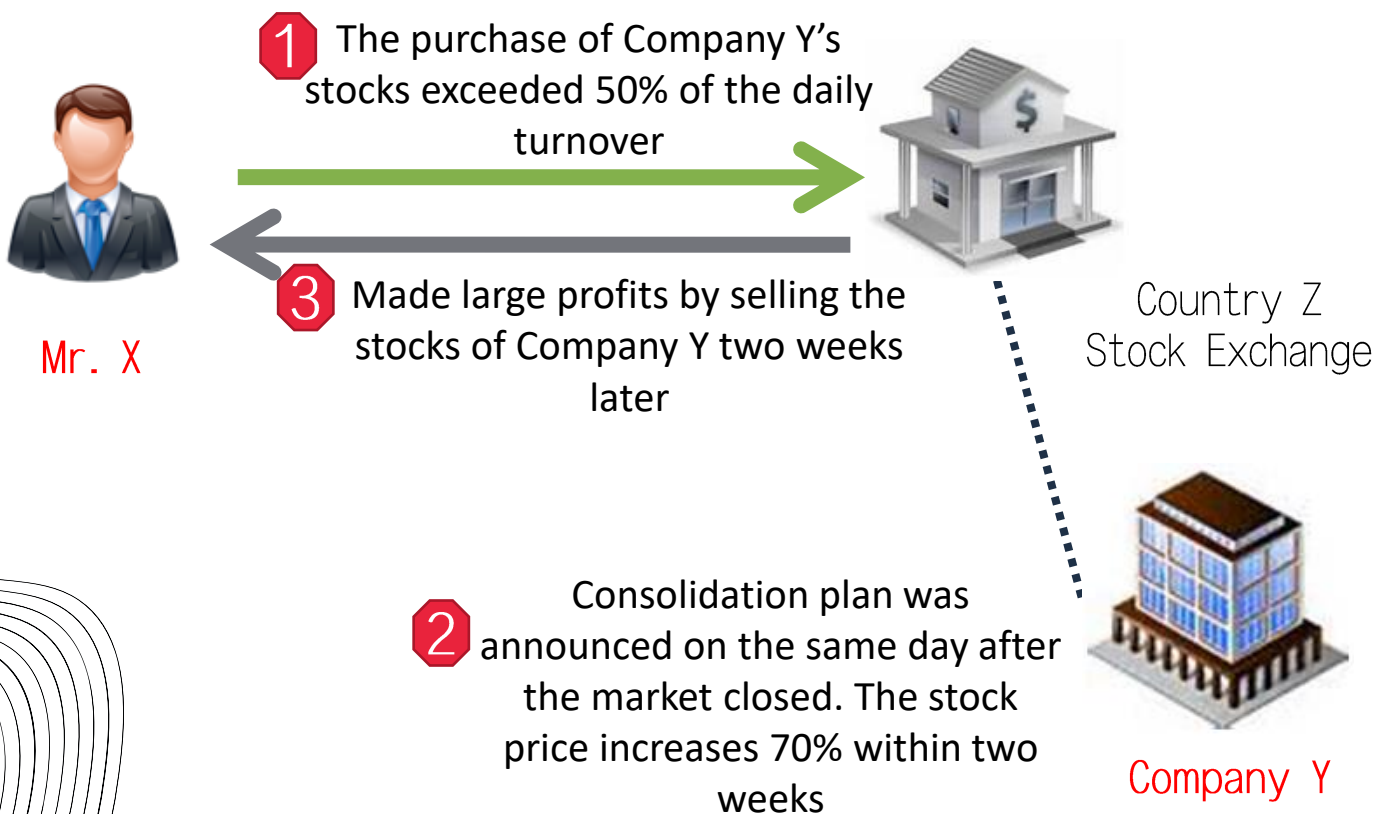 1
The purchase of Company Y’s
stocks exceeded 50% of the daily
turnover
$
Mr. X
3
Made large profits by selling the
stocks of Company Y two weeks
later
Country Z
Stock Exchange
2
Consolidation plan was
announced on the same day after
the market closed. The stock
price increases 70% within two
weeks
Company Y